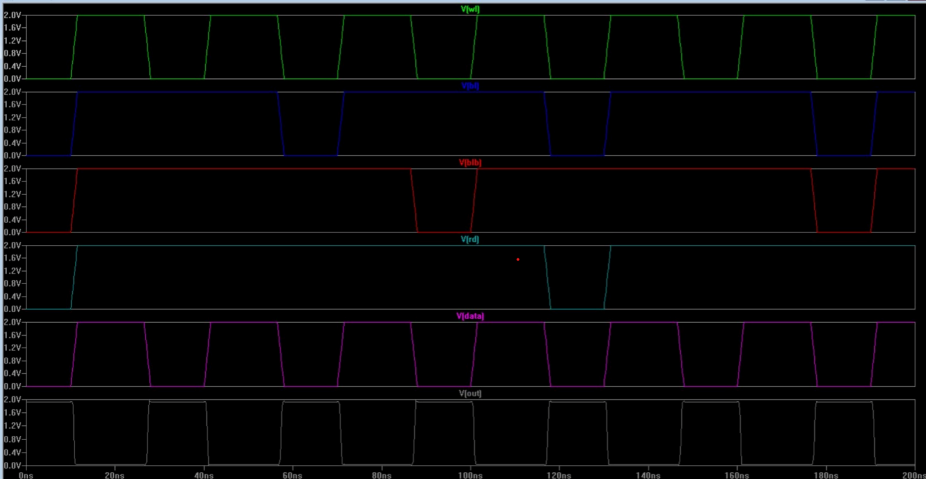 V[wl]
2.0V
1.6V
1.2V
0.8V
0.4V
0.0V
V[bl]
2.0V
1.6V
1.2V
0.8V
0.4V
0.0V
V[blb]
2.0V
1.6V
1.2V
0.8V
0.4V
0.0V
V[rd]
2.0V
1.6V
1.2V
0.8V
0.4V
0.0V
V[data]
2.0V
1.6V
1.2V
0.8V
0.4V
0.0V
V[out]
2.0V
1.6V
1.2V
0.8V
0.4V
0.0V
0ns 20ns 40ns 60ns 80ns 100ns 120ns 140ns 160ns 180ns 200ns